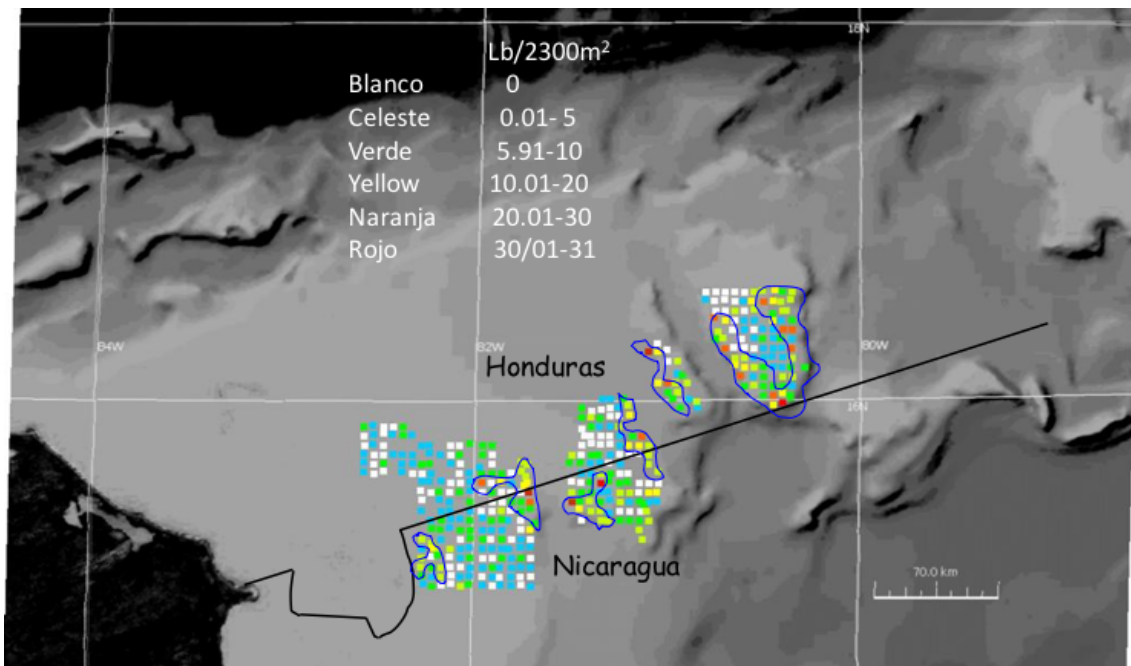 18N
Lb/2300m²
Blanco 0
Celeste 0.01-5
Verde 5.91-10
Yellow 10.01-20
Naranja 20.01-30
Rojo 30/01-31
84W
82W
80W
Honduras
16N
Nicaragua
70.0 km